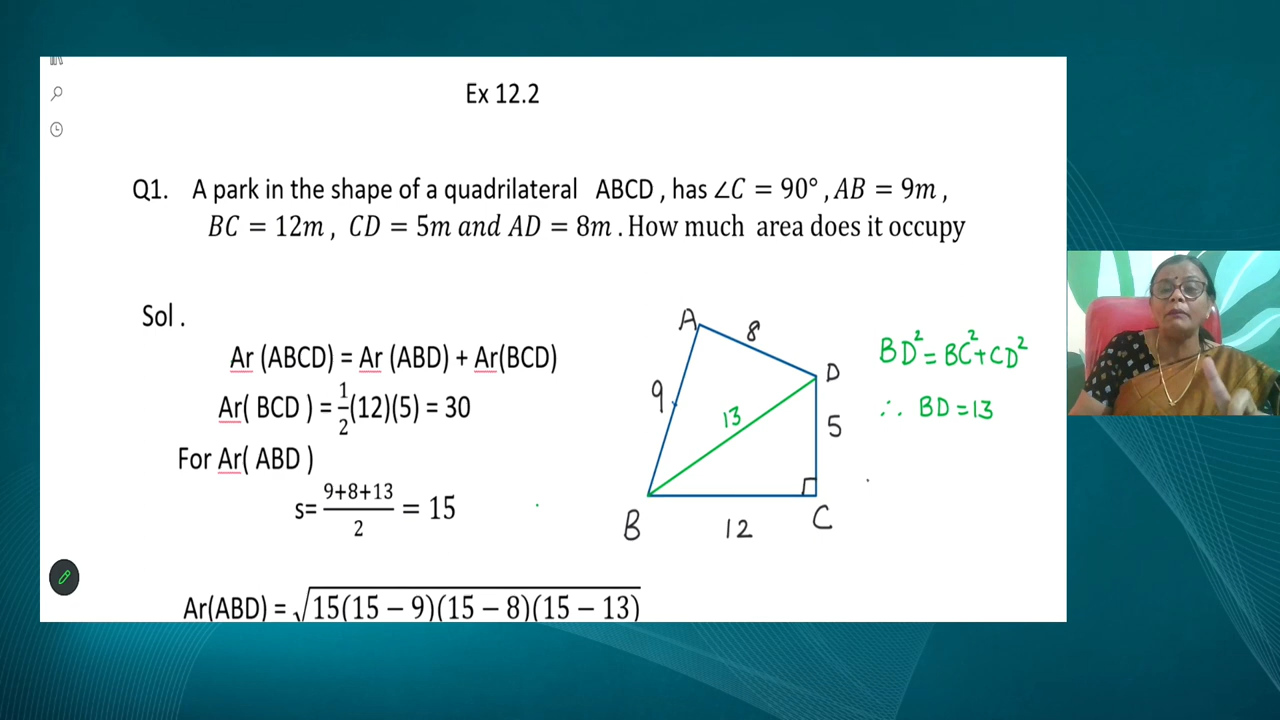 Ex 12.2
Q1. A park in the shape of a quadrilateral ABCD , has ∠C = 90° , AB = 9m ,
BC = 12m , CD = 5m and AD = 8m . How much area does it occupy
Sol .
Ar (ABCD) = Ar (ABD) + Ar(BCD)
Ar( BCD ) = 1/2 (12)(5) = 30
For Ar( ABD )
s= 9+8+13/2 = 15
Ar(ABD) = √15(15 − 9)(15 − 8)(15 − 13)
A
8
D
9
13
5
B
12
C
BD² = BC² + CD²
∴ BD = 13